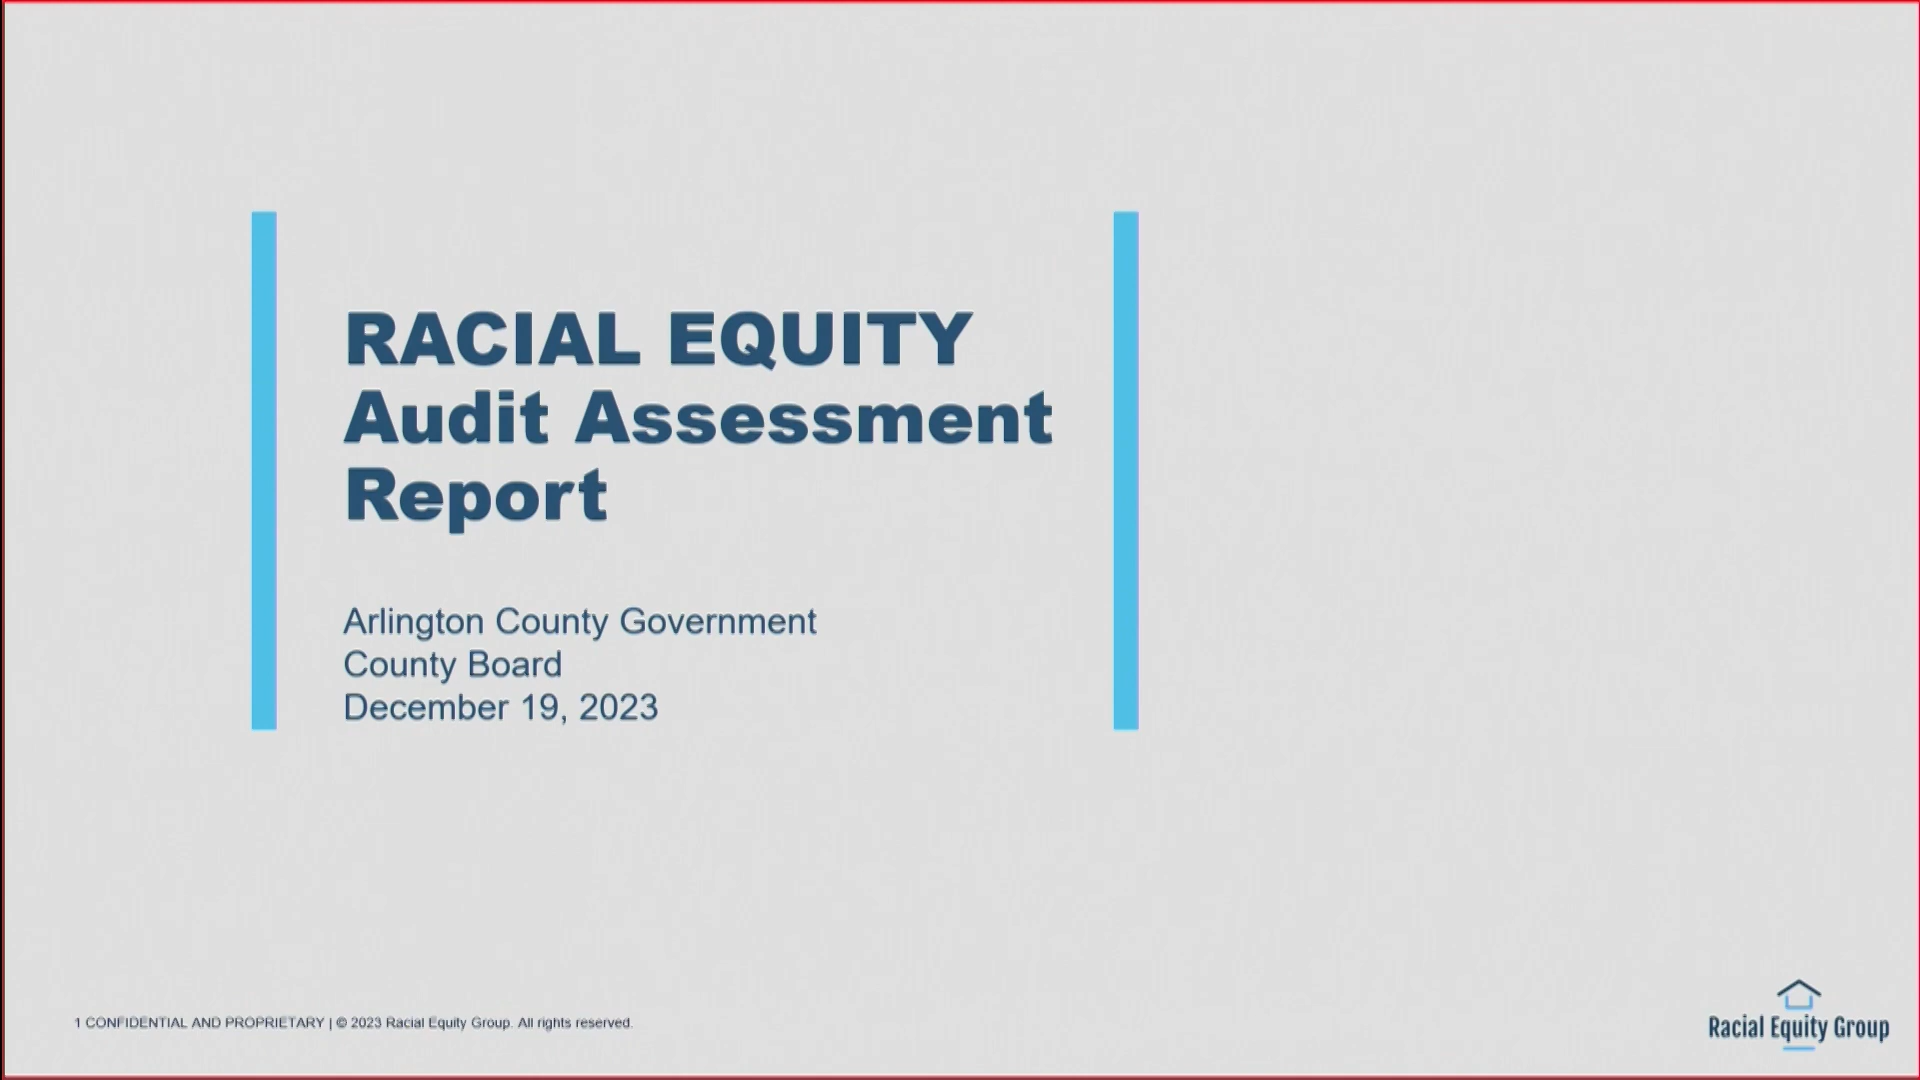 RACIAL EQUITY
Audit Assessment
Report
Arlington County Government
County Board
December 19, 2023
1 CONFIDENTIAL AND PROPRIETARY | © 2023 Racial Equity Group. All rights reserved.
Racial Equity Group